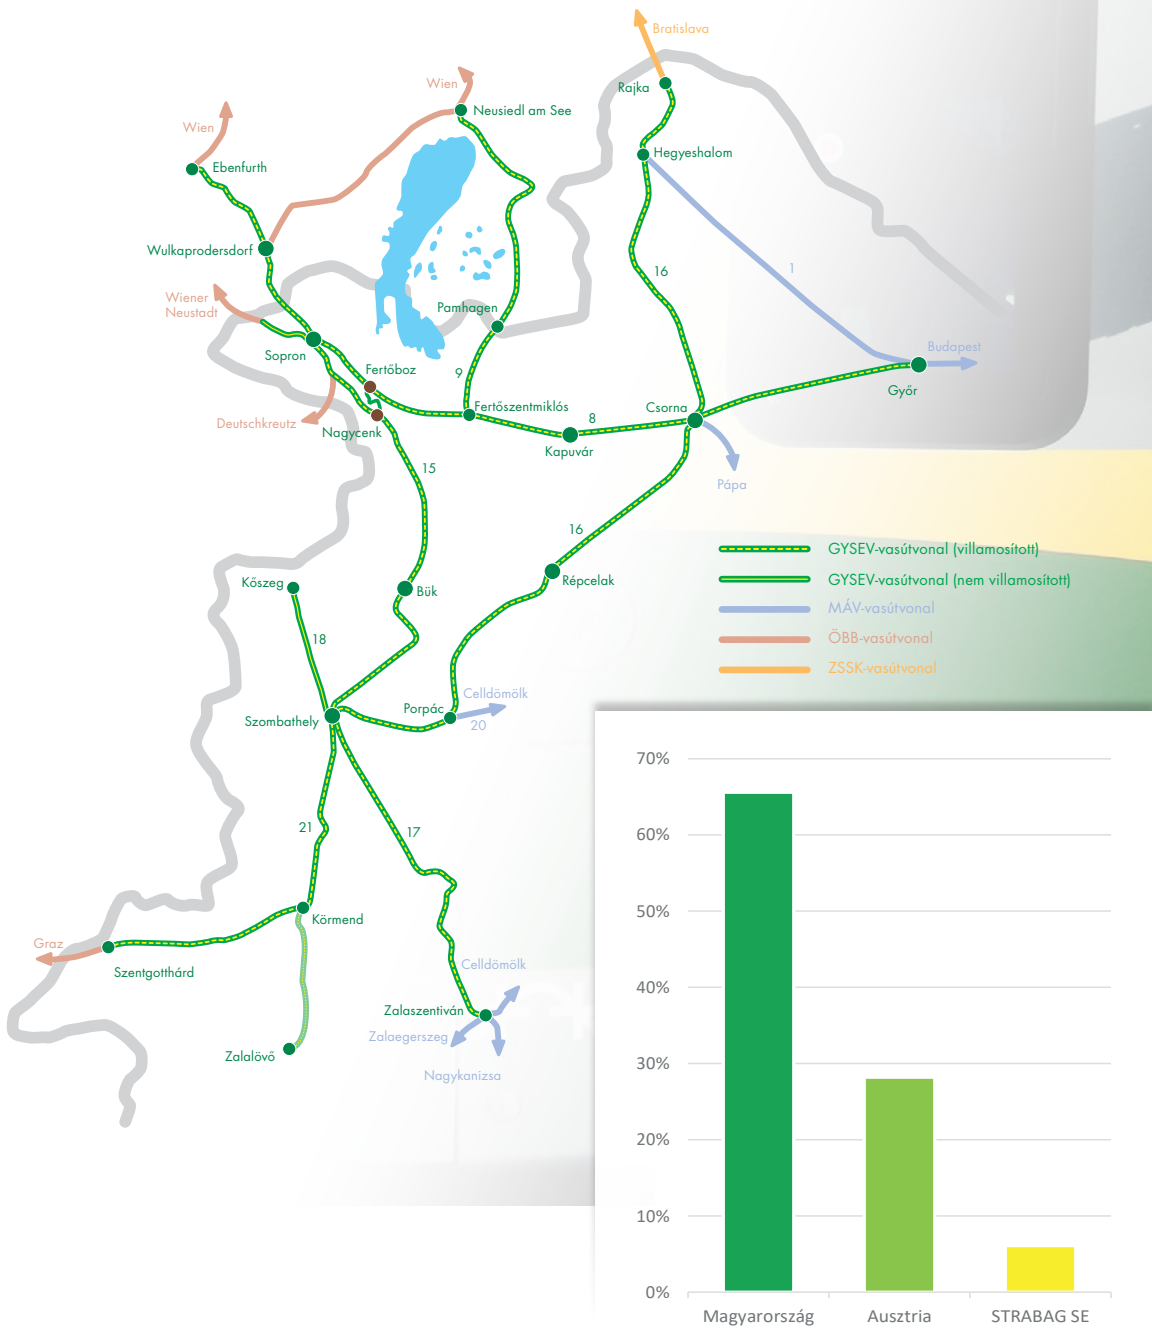 Bratislava
Wien
Rajka
Neusiedl am See
Wien
Hegyeshalom
Ebenfurth
Wulkaprodersdorf
16
1
Wiener
Neustadt
Pamhagen
Budapest
Sopron
Fertőboz
9
Győr
Fertőszentmiklós
Csorna
8
Deutschkreutz
Nagycenk
Kapuvár
15
Pápa
16
GYSEV-vasútvonal (villamosított)
GYSEV-vasútvonal (nem villamosított)
MÁV-vasútvonal
ÖBB-vasútvonal
ZSSK-vasútvonal
Kőszeg
Répcelak
Bük
18
Celldömölk
Porpác
Szombathely
20
21
17
Körmend
Graz
Szentgotthárd
Celldömölk
Zalaszentiván
Zalaegerszeg
Zalalövő
Nagykanizsa
70%
60%
50%
40%
30%
20%
10%
0%
Magyarország
Ausztria
STRABAG SE